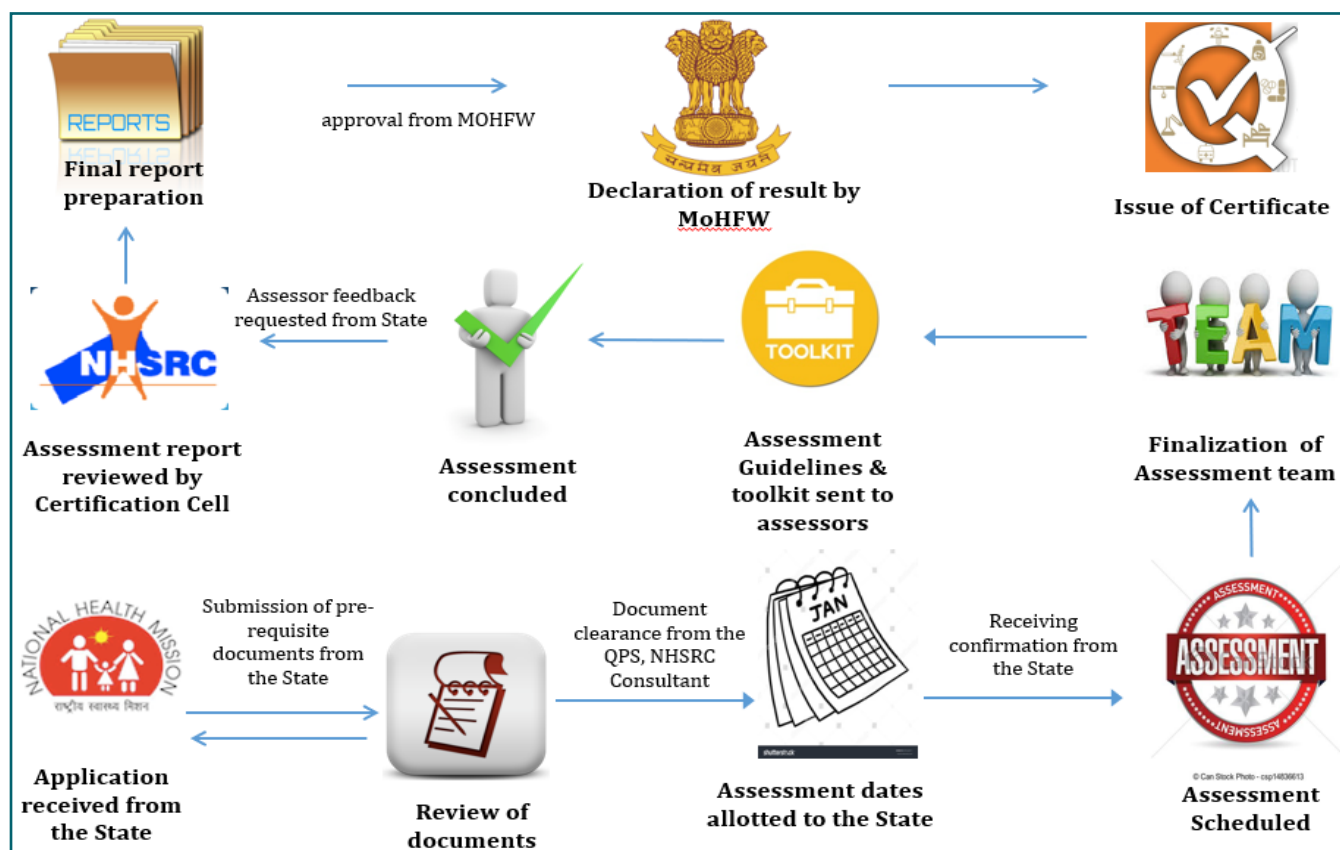 REPORTS
Final report
preparation
approval from MOHFW
सत्यमेव जयते
Declaration of result by
MoHFW
Issue of Certificate
NHSRC
Assessment report
reviewed by
Certification Cell
Assessor feedback
requested from State
Assessment
concluded
TOOLKIT
Assessment
Guidelines &
toolkit sent to
assessors
TEAM
Finalization of
Assessment team
NATIONAL HEALTH MISSION
राष्ट्रीय स्वास्थ्य मिशन
Application
received from
the State
Submission of pre-
requisite
documents from
the State
Review of
documents
Document
clearance from the
QPS, NHSRC
Consultant
JAN
shutterstock
Assessment dates
allotted to the State
Receiving
confirmation from
the State
ASSESSMENT
ASSESSMENT
ASSESSMENT
© Can Stock Photo - csp14836613
Assessment
Scheduled